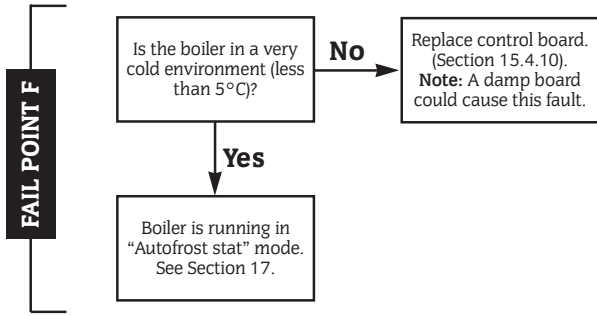 FAIL POINT F
Is the boiler in a very
cold environment (less
than 5°C)?
No
Replace control board.
(Section 15.4.10).
Note: A damp board
could cause this fault.
Yes
Boiler is running in
“Autofrost stat” mode.
See Section 17.